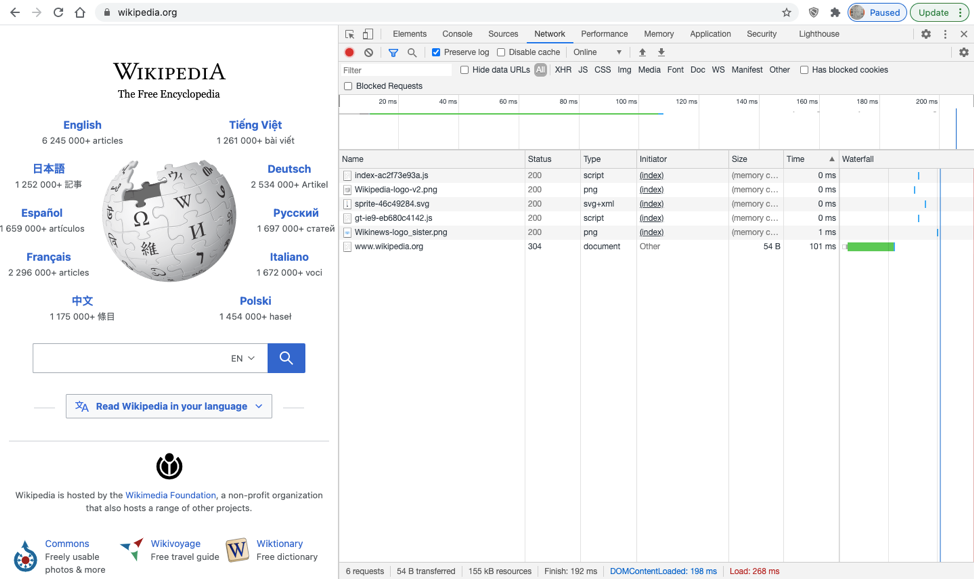 wikipedia.org
Paused
Update
WIKIPEDIA
The Free Encyclopedia
English
6 245 000+ articles
Tiếng Việt
1 261 000+ bài viết
日本語
1 252 000+ 記事
Deutsch
2 534 000+ Artikel
Español
1 659 000+ artículos
Русский
1 697 000+ статей
Français
2 296 000+ articles
Italiano
1 672 000+ voci
中文
1 175 000+ 條目
Polski
1 454 000+ haseł
Ω W И 維 7
EN
Read Wikipedia in your language
Wikipedia is hosted by the Wikimedia Foundation, a non-profit organization
that also hosts a range of other projects.
Commons
Freely usable
photos & more
Wikivoyage
Free travel guide
W
Wiktionary
Free dictionary
Elements Console Sources Network Performance Memory Application Security Lighthouse
Preserve log Disable cache Online
Filter Hide data URLs All XHR JS CSS Img Media Font Doc WS Manifest Other Has blocked cookies
Blocked Requests
20 ms 40 ms 60 ms 80 ms 100 ms 120 ms 140 ms 160 ms 180 ms 200 ms
Name Status Type Initiator Size Time Waterfall
index-ac2f73e93a.js 200 script (index) (memory c... 0 ms
Wikipedia-logo-v2.png 200 png (index) (memory c... 0 ms
sprite-46c49284.svg 200 svg+xml (index) (memory c... 0 ms
gt-ie9-eb680c4142.js 200 script (index) (memory c... 0 ms
Wikinews-logo_sister.png 200 png (index) (memory c... 1 ms
www.wikipedia.org 304 document Other 54 B 101 ms
6 requests 54 B transferred 155 kB resources Finish: 192 ms DOMContentLoaded: 198 ms Load: 268 ms